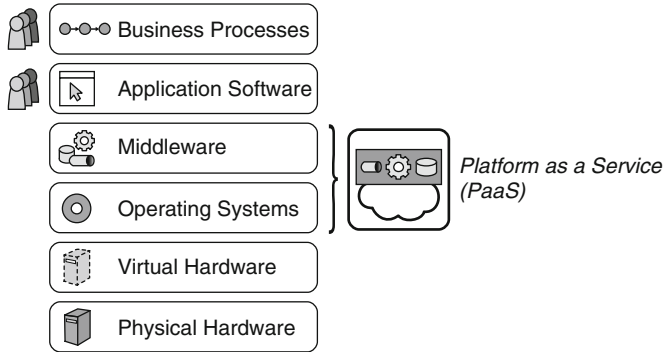 Business Processes
Application Software
Middleware
Operating Systems
Virtual Hardware
Physical Hardware
Platform as a Service
(PaaS)